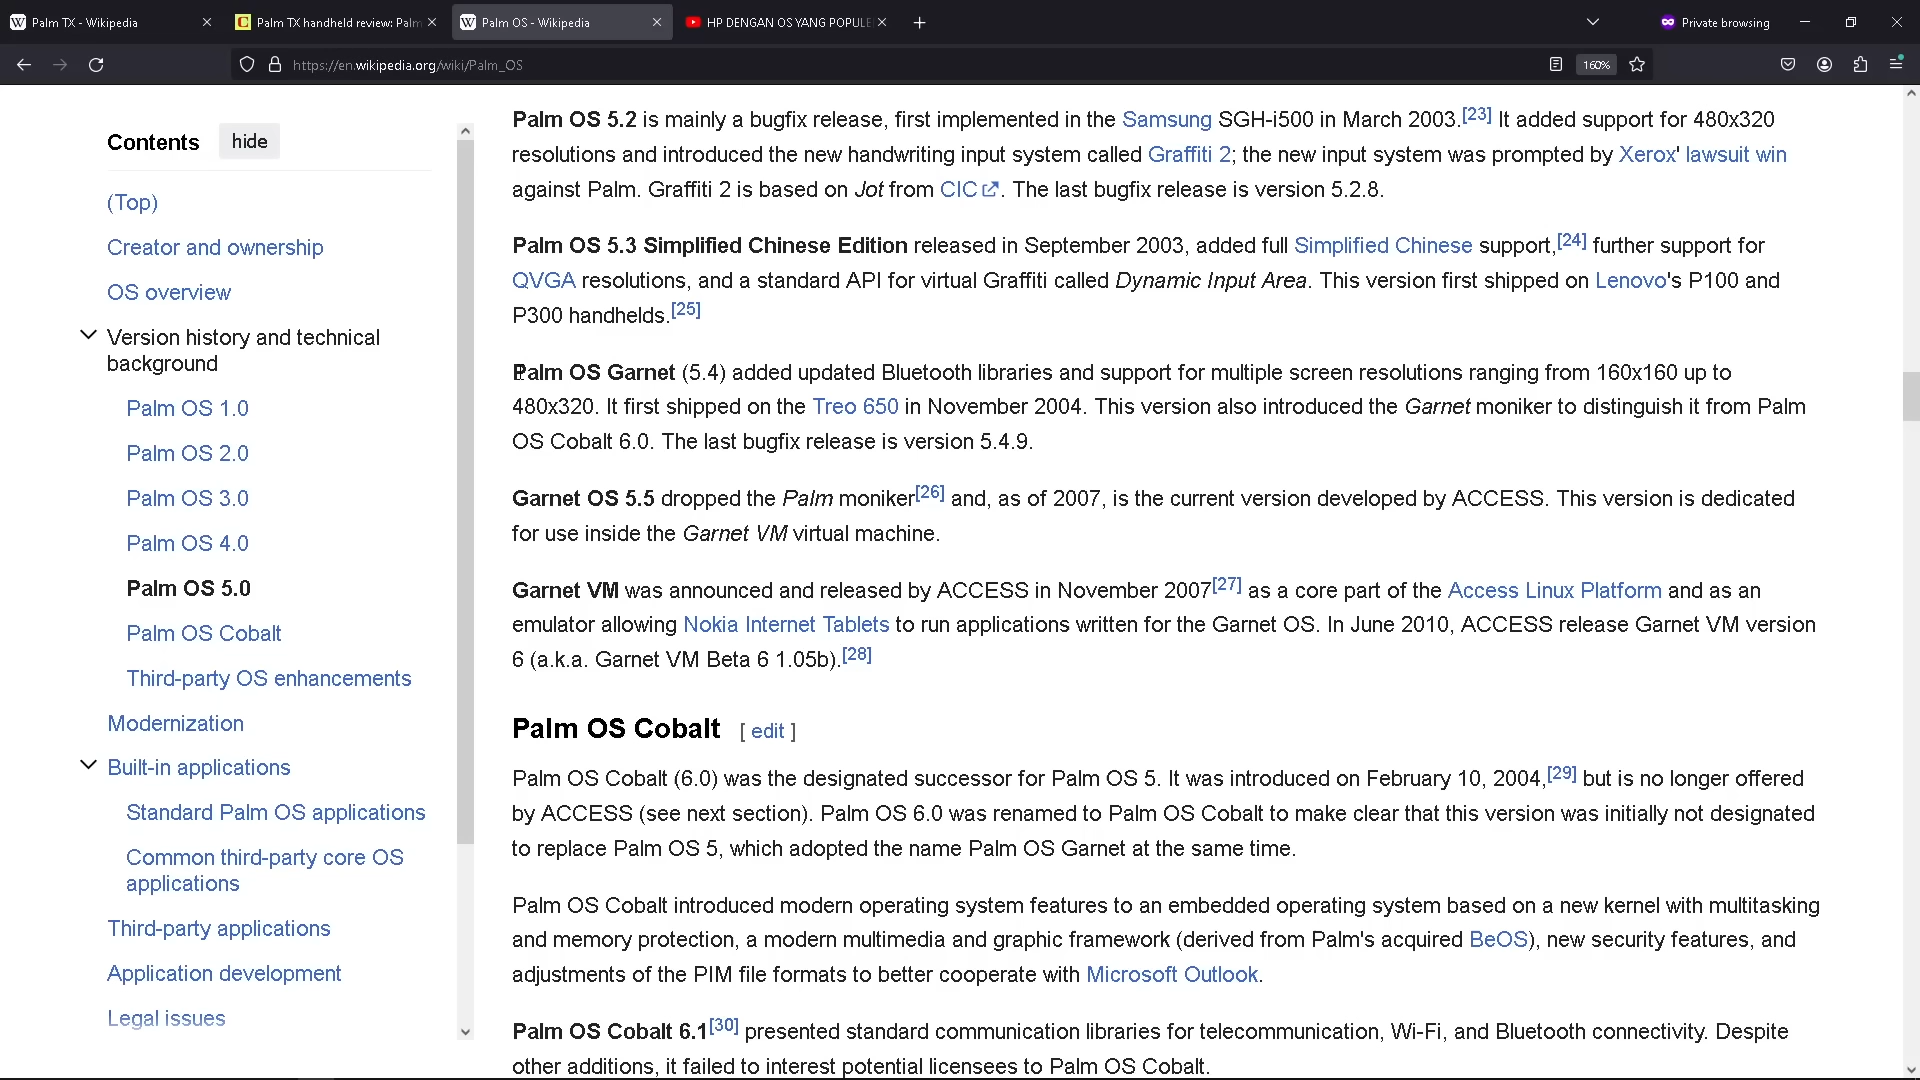 Palm TX - Wikipedia
Palm TX handheld review: Palm
Palm OS - Wikipedia
HP DENGAN OS YANG POPULE
Private browsing
https://en.wikipedia.org/wiki/Palm_OS
160%
Contents
hide
(Top)
Creator and ownership
OS overview
Version history and technical
background
Palm OS 1.0
Palm OS 2.0
Palm OS 3.0
Palm OS 4.0
Palm OS 5.0
Palm OS Cobalt
Third-party OS enhancements
Modernization
Built-in applications
Standard Palm OS applications
Common third-party core OS
applications
Third-party applications
Application development
Legal issues
Palm OS 5.2 is mainly a bugfix release, first implemented in the Samsung SGH-i500 in March 2003.[23] It added support for 480x320
resolutions and introduced the new handwriting input system called Graffiti 2; the new input system was prompted by Xerox' lawsuit win
against Palm. Graffiti 2 is based on Jot from CIC. The last bugfix release is version 5.2.8.
Palm OS 5.3 Simplified Chinese Edition released in September 2003, added full Simplified Chinese support,[24] further support for
QVGA resolutions, and a standard API for virtual Graffiti called Dynamic Input Area. This version first shipped on Lenovo's P100 and
P300 handhelds.[25]
Palm OS Garnet (5.4) added updated Bluetooth libraries and support for multiple screen resolutions ranging from 160x160 up to
480x320. It first shipped on the Treo 650 in November 2004. This version also introduced the Garnet moniker to distinguish it from Palm
OS Cobalt 6.0. The last bugfix release is version 5.4.9.
Garnet OS 5.5 dropped the Palm moniker[26] and, as of 2007, is the current version developed by ACCESS. This version is dedicated
for use inside the Garnet VM virtual machine.
Garnet VM was announced and released by ACCESS in November 2007[27] as a core part of the Access Linux Platform and as an
emulator allowing Nokia Internet Tablets to run applications written for the Garnet OS. In June 2010, ACCESS release Garnet VM version
6 (a.k.a. Garnet VM Beta 6 1.05b).[28]
Palm OS Cobalt [ edit ]
Palm OS Cobalt (6.0) was the designated successor for Palm OS 5. It was introduced on February 10, 2004,[29] but is no longer offered
by ACCESS (see next section). Palm OS 6.0 was renamed to Palm OS Cobalt to make clear that this version was initially not designated
to replace Palm OS 5, which adopted the name Palm OS Garnet at the same time.
Palm OS Cobalt introduced modern operating system features to an embedded operating system based on a new kernel with multitasking
and memory protection, a modern multimedia and graphic framework (derived from Palm's acquired BeOS), new security features, and
adjustments of the PIM file formats to better cooperate with Microsoft Outlook.
Palm OS Cobalt 6.1[30] presented standard communication libraries for telecommunication, Wi-Fi, and Bluetooth connectivity. Despite
other additions, it failed to interest potential licensees to Palm OS Cobalt.